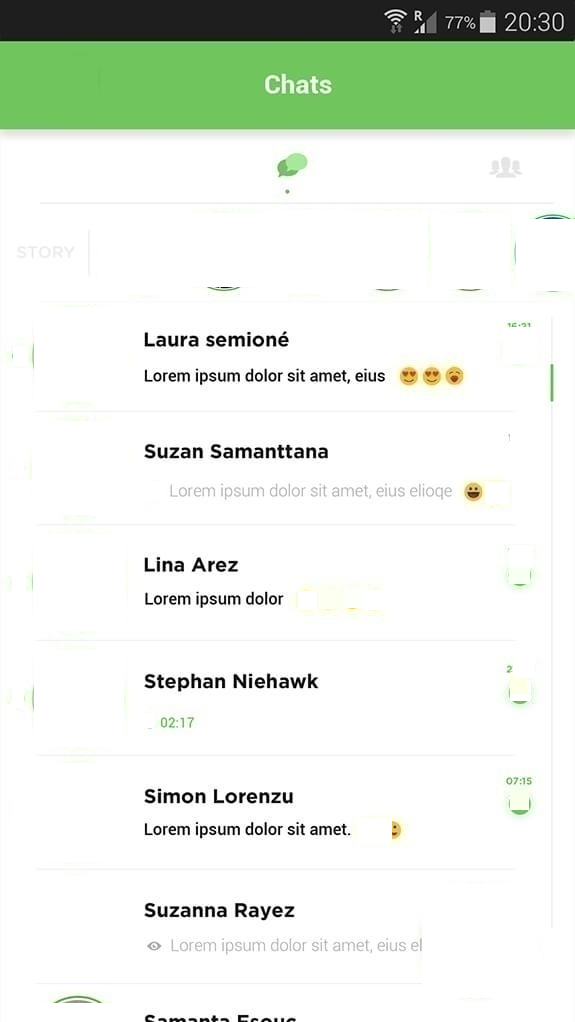 R 77% 20:30
Chats
STORY
Laura semioné
Lorem ipsum dolor sit amet, eius
Suzan Samanttana
Lorem ipsum dolor sit amet, eius elioqe
Lina Arez
Lorem ipsum dolor
Stephan Niehawk
02:17
07:15
Simon Lorenzu
Lorem ipsum dolor sit amet.
Suzanna Rayez
Lorem ipsum dolor sit amet, eius el